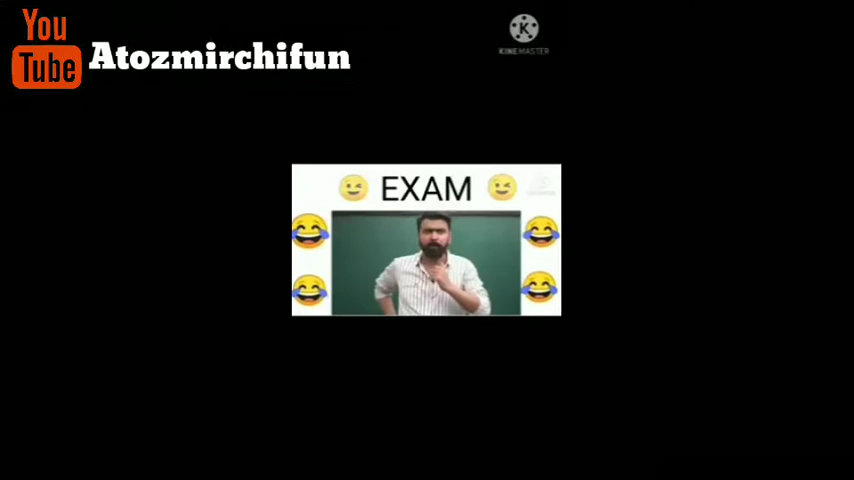 You
Tube
Atozmirchifun
K
KINEMASTER
EXAM